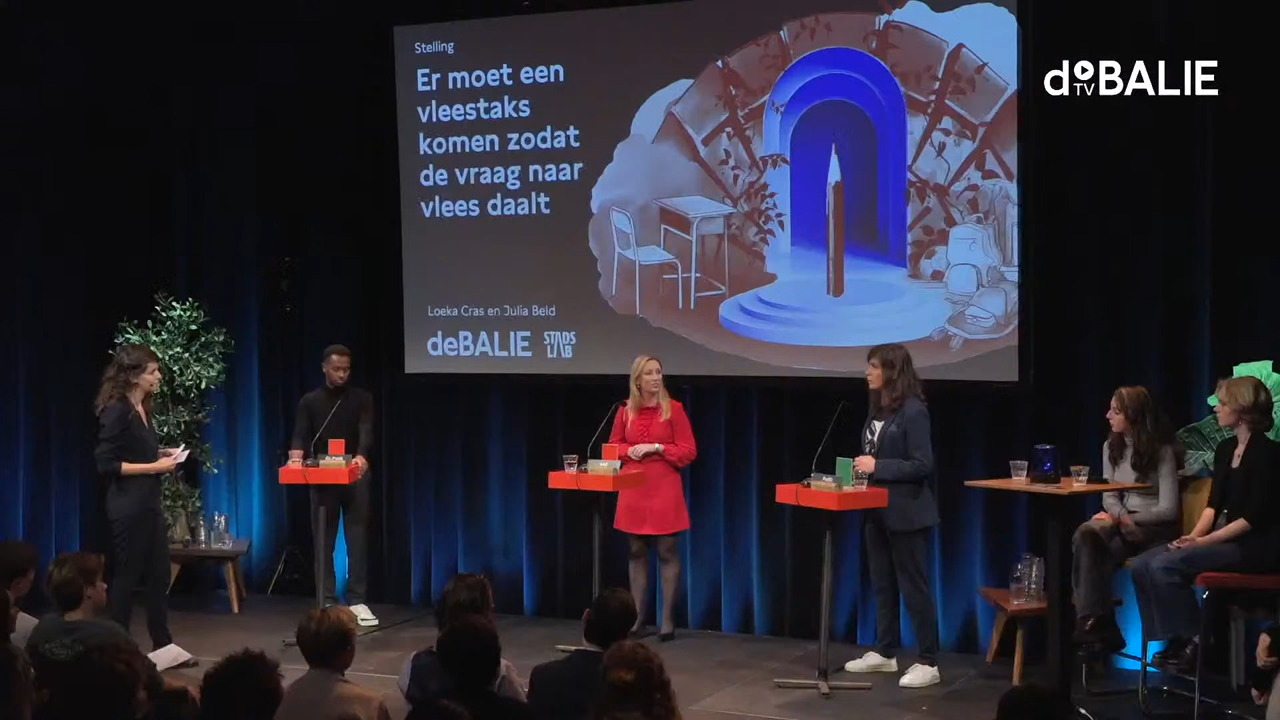 Stelling
Er moet een
vleestaks
komen zodat
de vraag naar
vlees daalt
Loeka Cras en Julia Beld
deBALIE
STADS
LAB
deBALIE
TV